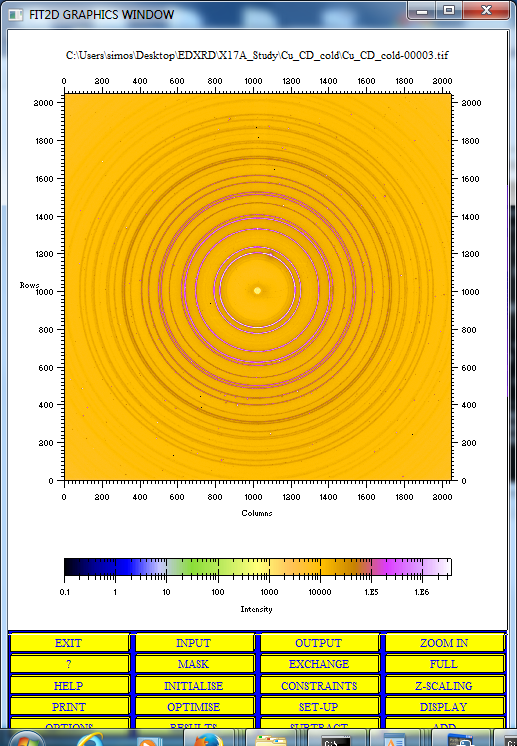 FIT2D GRAPHICS WINDOW
C:\Users\simos\Desktop\EDXRD\X17A_Study\Cu_CD_cold\Cu_CD_cold-00003.tif
0 200 400 600 800 1000 1200 1400 1600 1800 2000
2000 2000
1800 1800
1600 1600
1400 1400
1200 1200
Rows 1000 1000
800 800
600 600
400 400
200 200
0 0
0 200 400 600 800 1000 1200 1400 1600 1800 2000
Columns
0.1 1 10 100 1000 10000 1.E5 1.E6
Intensity
EXIT INPUT OUTPUT ZOOM IN
? MASK EXCHANGE FULL
HELP INITIALISE CONSTRAINTS Z-SCALING
PRINT OPTIMISE SET-UP DISPLAY
OPTIONS RESULTS SUBTRACT ADD